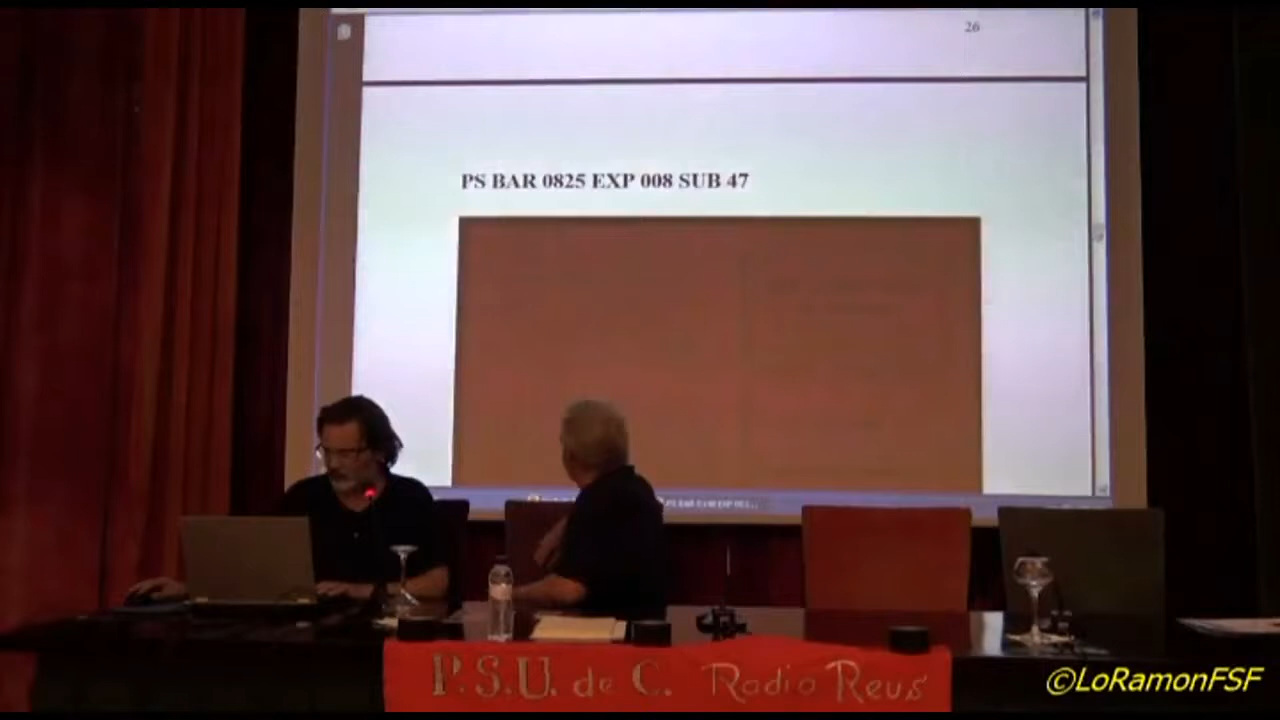 26
PS BAR 0825 EXP 008 SUB 47
P.S.U. de C. Radio Reus
©LoRamonFSF